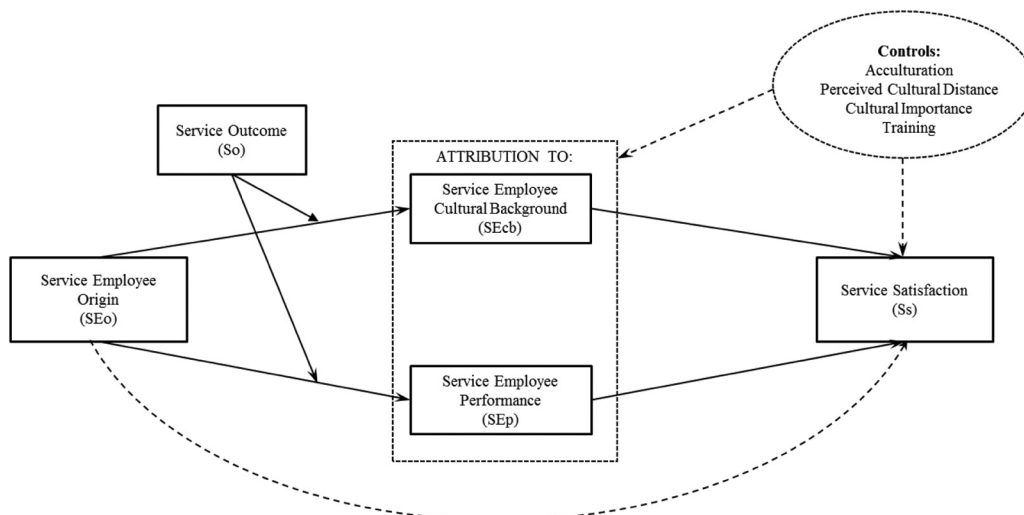 Controls:
Acculturation
Perceived Cultural Distance
Cultural Importance
Training
Service Outcome
(So)
ATTRIBUTION TO:
Service Employee
Cultural Background
(SEcb)
Service Employee
Origin
(SEo)
Service Satisfaction
(Ss)
Service Employee
Performance
(SEp)